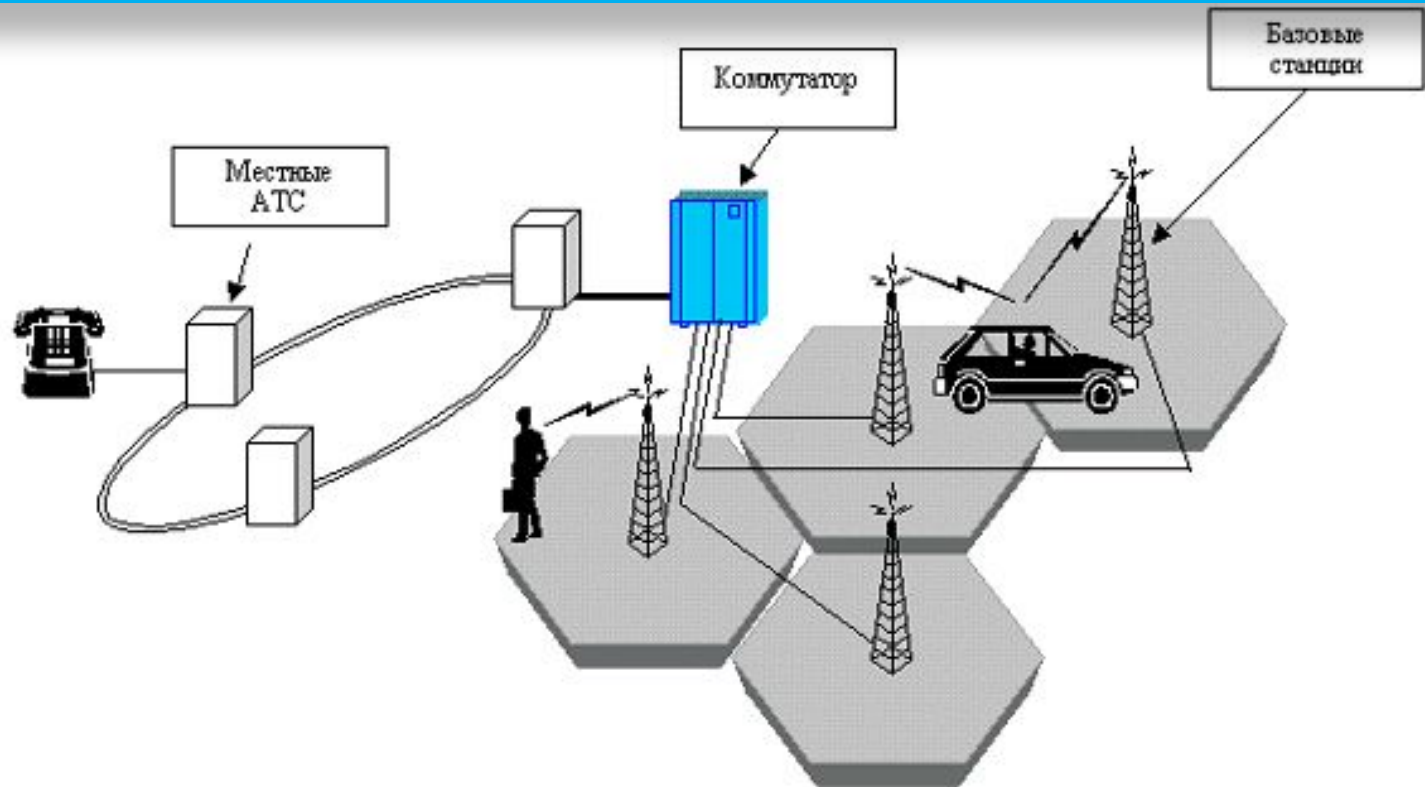 Местные
АТС
Коммутатор
Базовые
станции